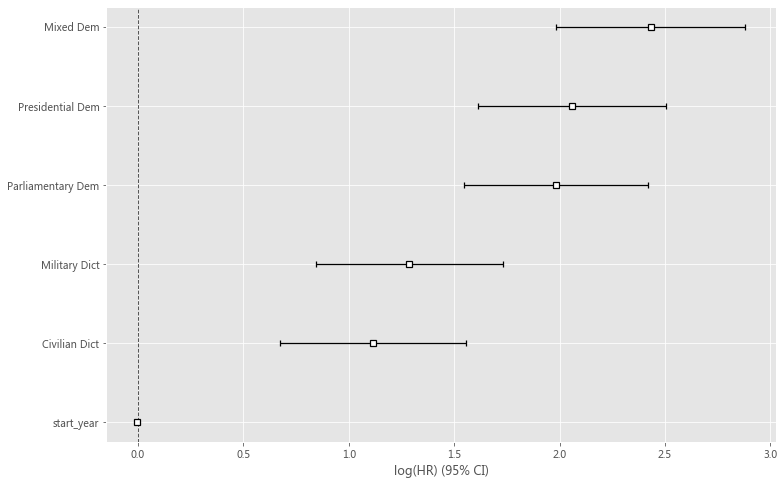 Mixed Dem
Presidential Dem
Parliamentary Dem
Military Dict
Civilian Dict
start_year
0.0 0.5 1.0 1.5 2.0 2.5 3.0
log(HR) (95% CI)